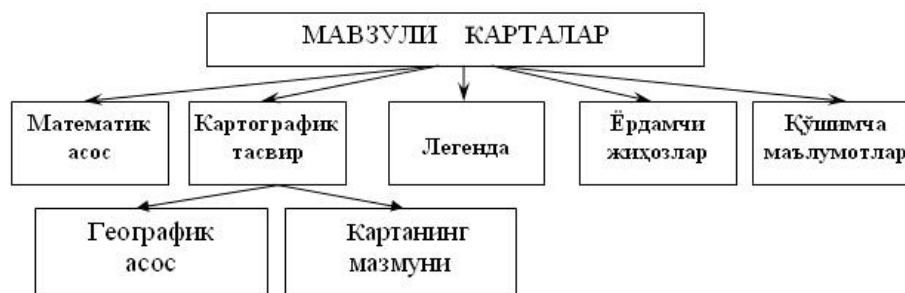 МАВЗУЛИ КАРТАЛАР
Математик
асос
Картографик
тасвир
Легенда
Ёрдамчи
жиҳозлар
Қўшимча
маълумотлар
Географик
асос
Картанинг
мазмуни